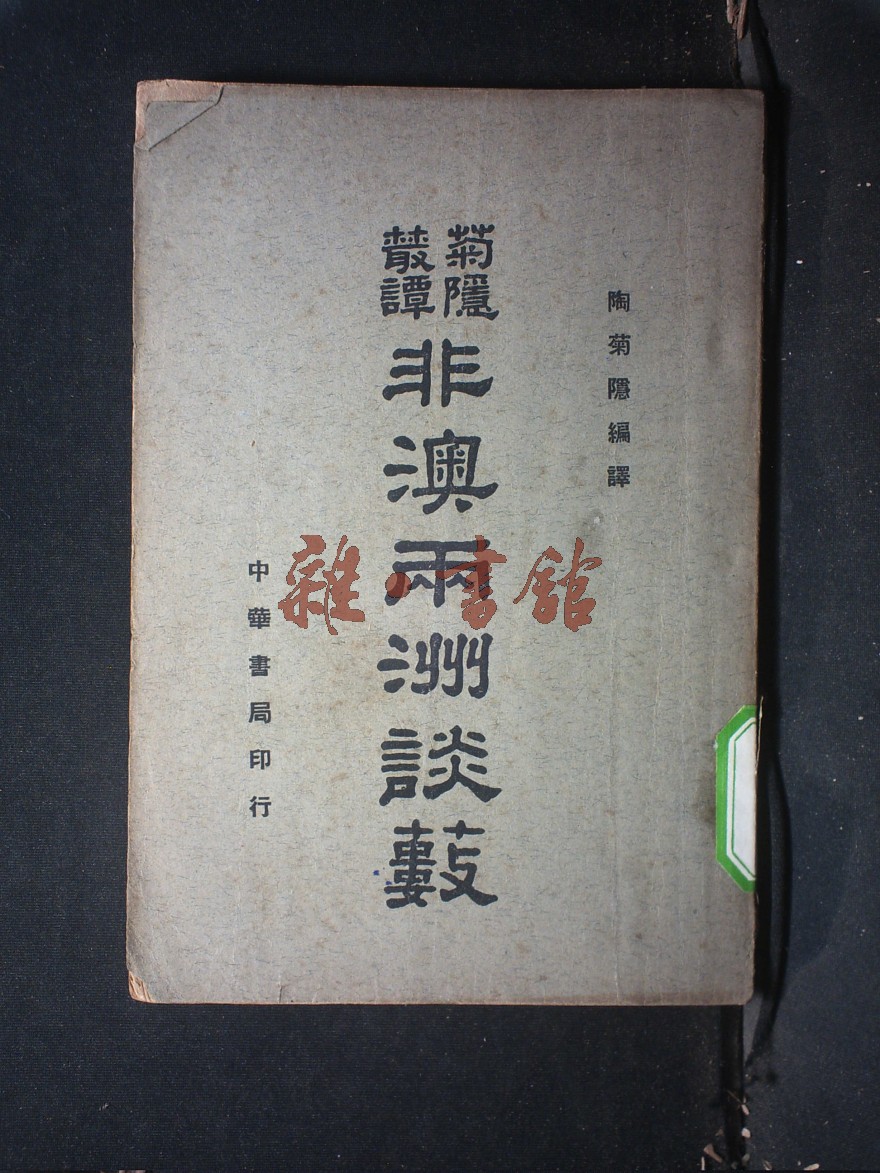 陶菊隱編譯
菊隱
叢譚
非澳兩洲談藪
中華書局印行
雜·書館